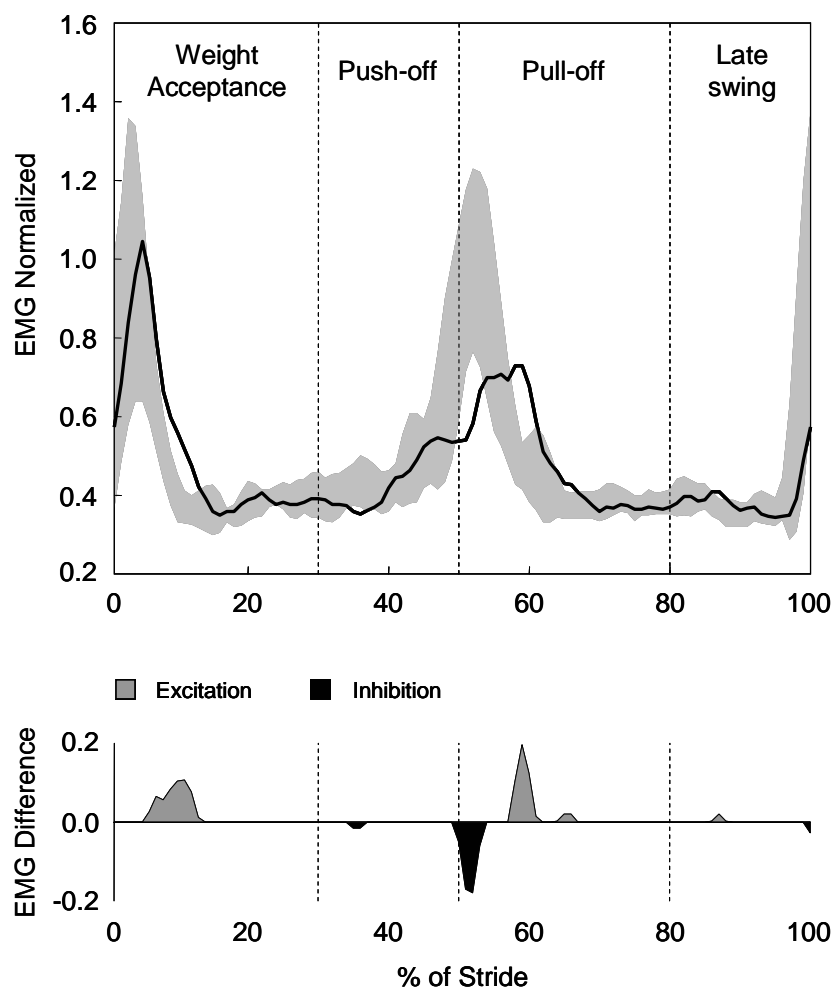 1.6
Weight
Acceptance
Push-off
Pull-off
Late
swing
1.4
1.2
1.0
0.8
0.6
0.4
0.2
EMG Normalized
0 20 40 60 80 100
Excitation Inhibition
0.2
0.0
-0.2
EMG Difference
0 20 40 60 80 100
% of Stride